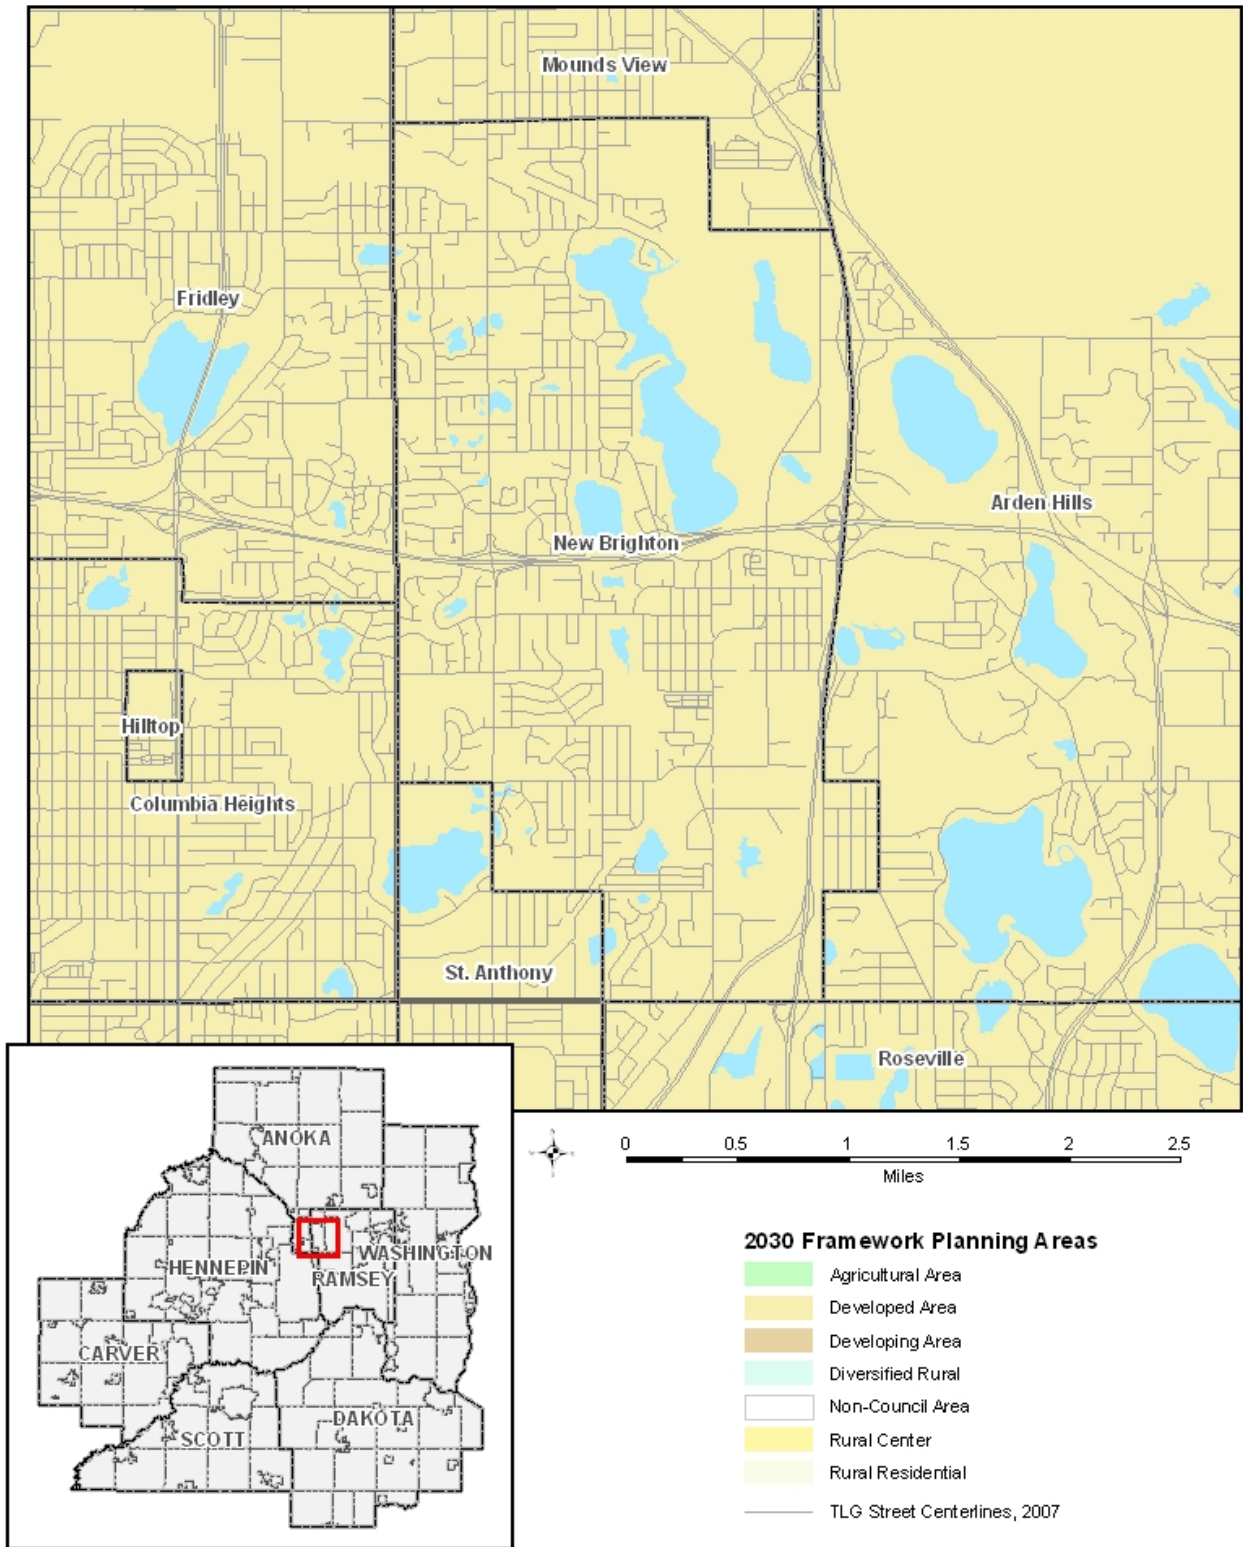 Mounds View
Fridley
Arden Hills
New Brighton
Hilltop
Columbia Heights
St. Anthony
Roseville
ANOKA
WASHINGTON
HENNEPIN
RAMSEY
CARVER
DAKOTA
SCOTT
0 0.5 1 1.5 2 2.5
Miles
2030 Framework Planning Areas
Agricultural Area
Developed Area
Developing Area
Diversified Rural
Non-Council Area
Rural Center
Rural Residential
TLG Street Centerlines, 2007